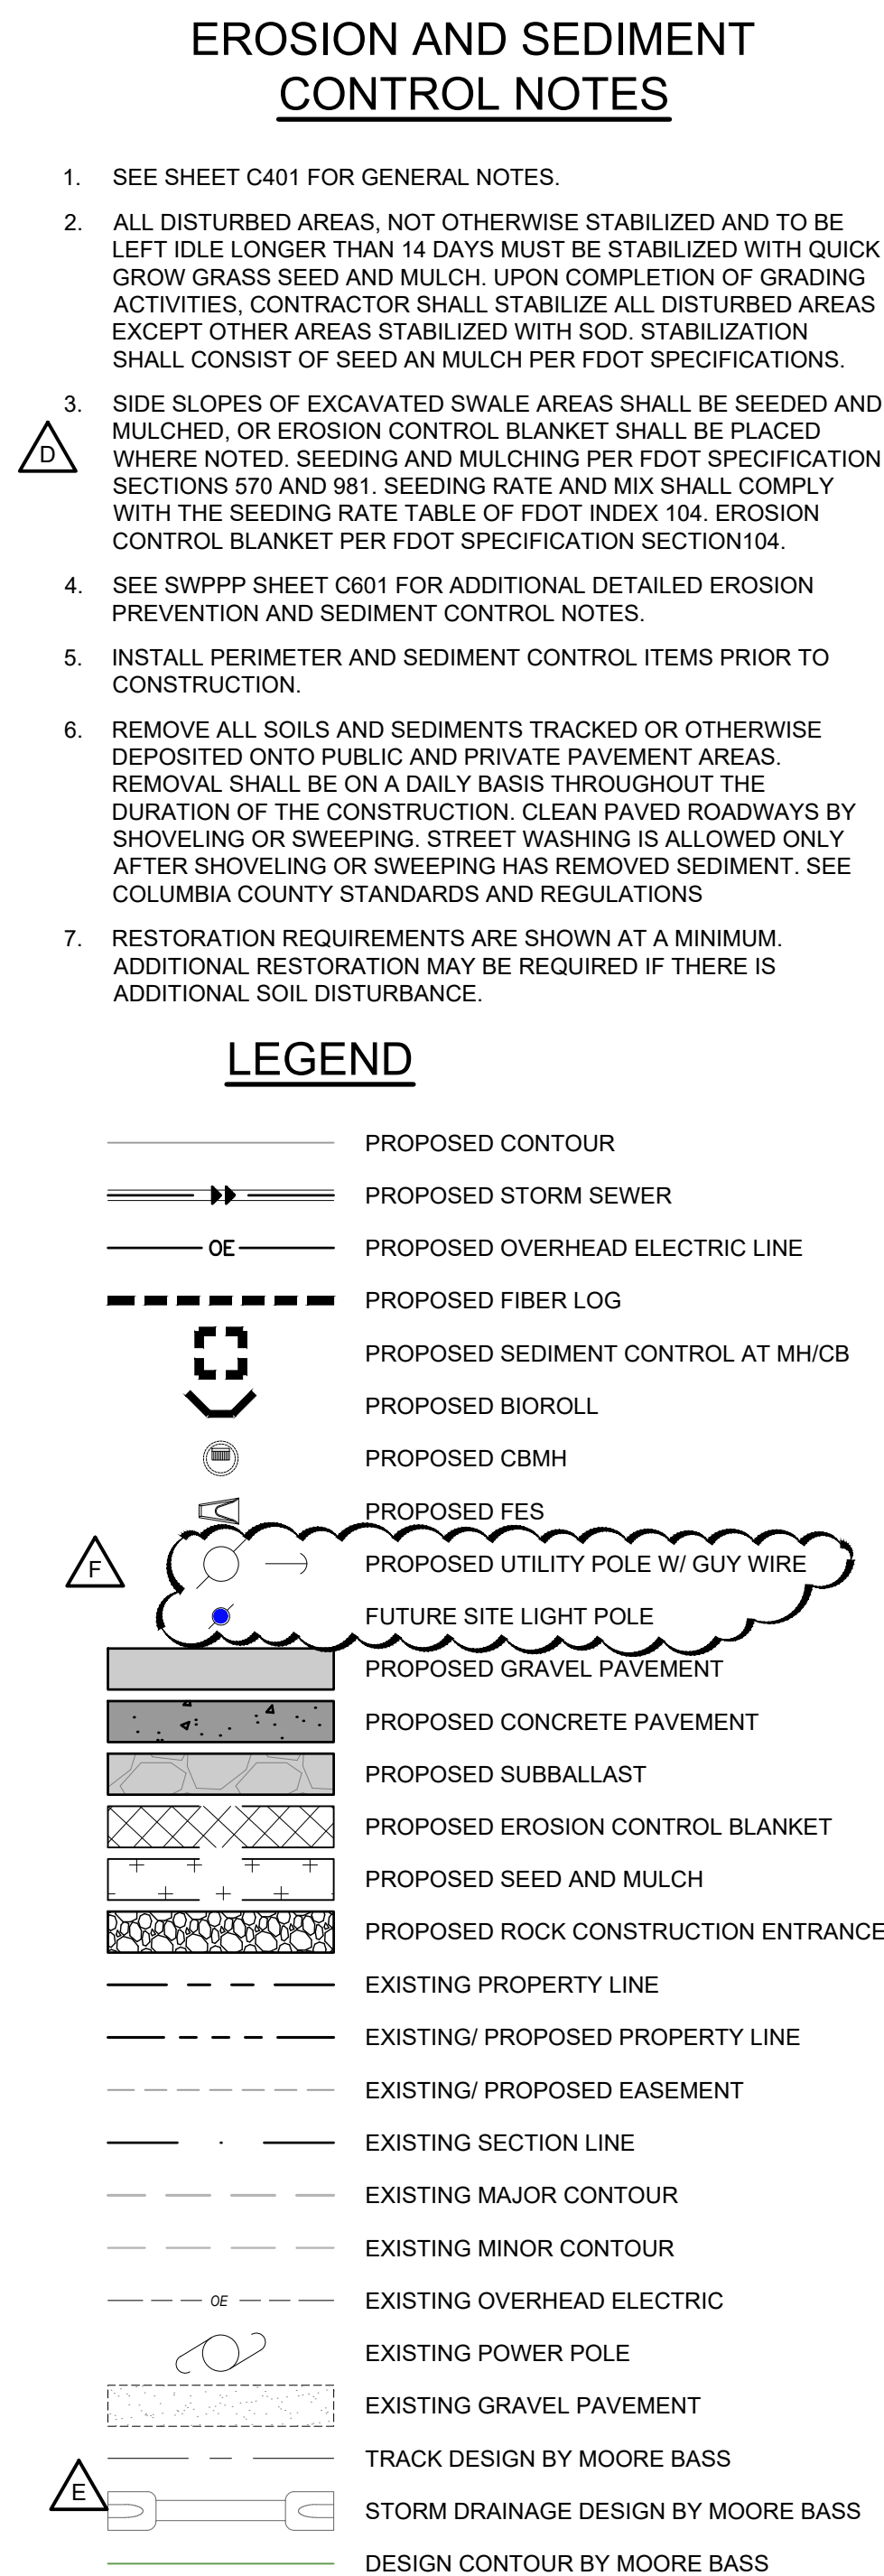 EROSION AND SEDIMENT
CONTROL NOTES
1. SEE SHEET C401 FOR GENERAL NOTES.
2. ALL DISTURBED AREAS, NOT OTHERWISE STABILIZED AND TO BE
LEFT IDLE LONGER THAN 14 DAYS MUST BE STABILIZED WITH QUICK
GROW GRASS SEED AND MULCH. UPON COMPLETION OF GRADING
ACTIVITIES, CONTRACTOR SHALL STABILIZE ALL DISTURBED AREAS
EXCEPT OTHER AREAS STABILIZED WITH SOD. STABILIZATION
SHALL CONSIST OF SEED AN MULCH PER FDOT SPECIFICATIONS.
3. SIDE SLOPES OF EXCAVATED SWALE AREAS SHALL BE SEEDED AND
D MULCHED, OR EROSION CONTROL BLANKET SHALL BE PLACED
WHERE NOTED. SEEDING AND MULCHING PER FDOT SPECIFICATION
SECTIONS 570 AND 981. SEEDING RATE AND MIX SHALL COMPLY
WITH THE SEEDING RATE TABLE OF FDOT INDEX 104. EROSION
CONTROL BLANKET PER FDOT SPECIFICATION SECTION104.
4. SEE SWPPP SHEET C601 FOR ADDITIONAL DETAILED EROSION
PREVENTION AND SEDIMENT CONTROL NOTES.
5. INSTALL PERIMETER AND SEDIMENT CONTROL ITEMS PRIOR TO
CONSTRUCTION.
6. REMOVE ALL SOILS AND SEDIMENTS TRACKED OR OTHERWISE
DEPOSITED ONTO PUBLIC AND PRIVATE PAVEMENT AREAS.
REMOVAL SHALL BE ON A DAILY BASIS THROUGHOUT THE
DURATION OF THE CONSTRUCTION. CLEAN PAVED ROADWAYS BY
SHOVELING OR SWEEPING. STREET WASHING IS ALLOWED ONLY
AFTER SHOVELING OR SWEEPING HAS REMOVED SEDIMENT. SEE
COLUMBIA COUNTY STANDARDS AND REGULATIONS
7. RESTORATION REQUIREMENTS ARE SHOWN AT A MINIMUM.
ADDITIONAL RESTORATION MAY BE REQUIRED IF THERE IS
ADDITIONAL SOIL DISTURBANCE.
LEGEND
PROPOSED CONTOUR
PROPOSED STORM SEWER
OE PROPOSED OVERHEAD ELECTRIC LINE
PROPOSED FIBER LOG
PROPOSED SEDIMENT CONTROL AT MH/CB
PROPOSED BIOROLL
PROPOSED CBMH
PROPOSED FES
F PROPOSED UTILITY POLE W/ GUY WIRE
FUTURE SITE LIGHT POLE
PROPOSED GRAVEL PAVEMENT
PROPOSED CONCRETE PAVEMENT
PROPOSED SUBBALLAST
PROPOSED EROSION CONTROL BLANKET
PROPOSED SEED AND MULCH
PROPOSED ROCK CONSTRUCTION ENTRANCE
EXISTING PROPERTY LINE
EXISTING/ PROPOSED PROPERTY LINE
EXISTING/ PROPOSED EASEMENT
EXISTING SECTION LINE
EXISTING MAJOR CONTOUR
EXISTING MINOR CONTOUR
OE EXISTING OVERHEAD ELECTRIC
EXISTING POWER POLE
EXISTING GRAVEL PAVEMENT
TRACK DESIGN BY MOORE BASS
E STORM DRAINAGE DESIGN BY MOORE BASS
DESIGN CONTOUR BY MOORE BASS